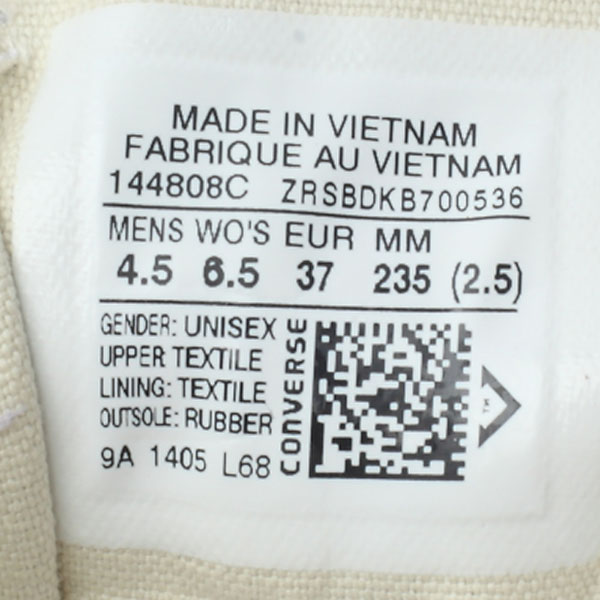 MADE IN VIETNAM
FABRIQUE AU VIETNAM
144808C ZRSBDKB700536
MENS WO'S EUR MM
4.5 6.5 37 235 (2.5)
GENDER: UNISEX
UPPER TEXTILE
LINING: TEXTILE
OUTSOLE: RUBBER
9A 1405 L68
CONVERSE
TM